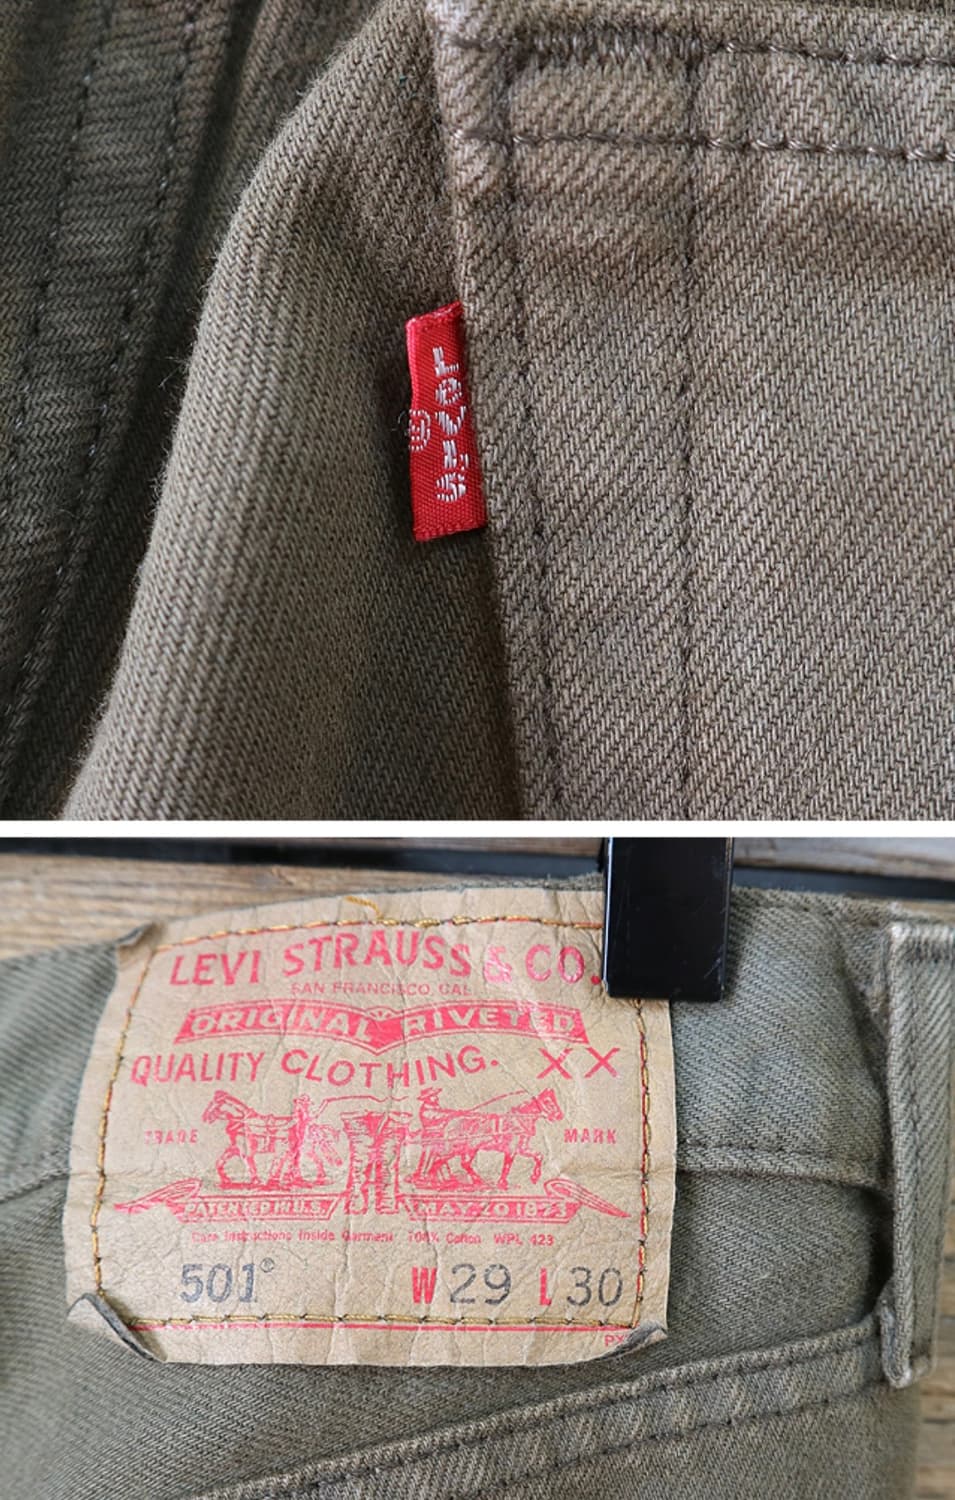 LEVI'S
®
LEVI STRAUSS & CO.
SAN FRANCISCO CAL
ORIGINAL RIVETED
QUALITY CLOTHING. XX
TRADE MARK
PATENTED IN U.S. MAY 20 1873
Care Instructions Inside Garment 100% Cotton WPL 423
501® W 29 L 30